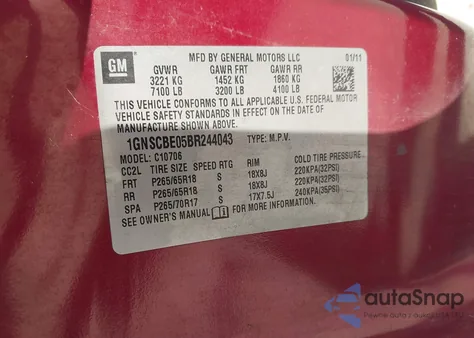 GM
MFD BY GENERAL MOTORS LLC 01/11
GVWR GAWR FRT GAWR RR
3221 KG 1452 KG 1860 KG
7100 LB 3200 LB 4100 LB
THIS VEHICLE CONFORMS TO ALL APPLICABLE U.S. FEDERAL MOTOR
VEHICLE SAFETY STANDARDS IN EFFECT ON THE DATE OF
MANUFACTURE SHOWN ABOVE.
1GNSCBE05BR244043 TYPE: M.P.V.
MODEL: C10706
CC2L TIRE SIZE SPEED RTG RIM COLD TIRE PRESSURE
FRT P265/65R18 S 18X8J 220KPA(32PSI)
RR P265/65R18 S 18X8J 220KPA(32PSI)
SPA P265/70R17 S 17X7.5J 240KPA(35PSI)
SEE OWNER'S MANUAL FOR MORE INFORMATION
autoSnap
Pewne auta z aukcji